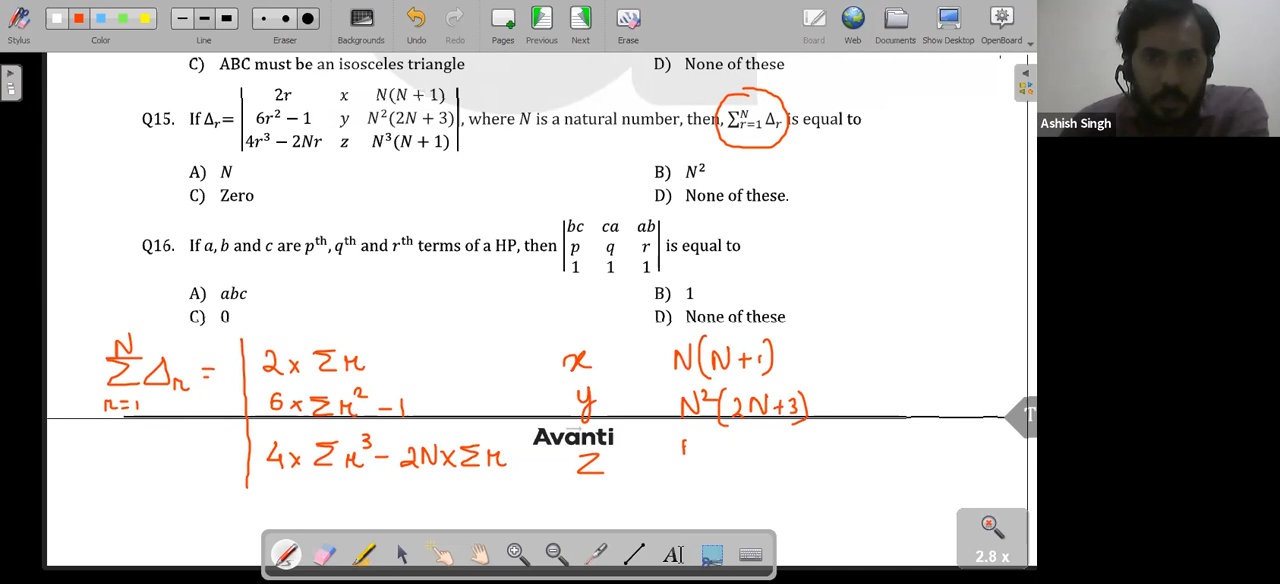 Stylus
Color
Line
Eraser
Backgrounds
Undo
Redo
Pages
Previous
Next
Erase
Board
Web
Documents
Show Desktop
OpenBoard
Ashish Singh
C) ABC must be an isosceles triangle
D) None of these
Q15. If Δr= | 2r x N(N + 1) |
| 6r² − 1 y N²(2N + 3) | , where N is a natural number, then, ∑ᴺr=1 Δr is equal to
| 4r³ − 2Nr z N³(N + 1) |
A) N
B) N²
C) Zero
D) None of these.
Q16. If a, b and c are pth, qth and rth terms of a HP, then | bc ca ab |
| p q r | is equal to
| 1 1 1 |
A) abc
B) 1
C) 0
D) None of these
N ∑ r=1 Δr = | 2 x Σr x N(N+1)
6 x Σr² - 1 y N²(2N+3)
Avanti
4 x Σr³ - 2N x Σr z
T
AI
2.8 x